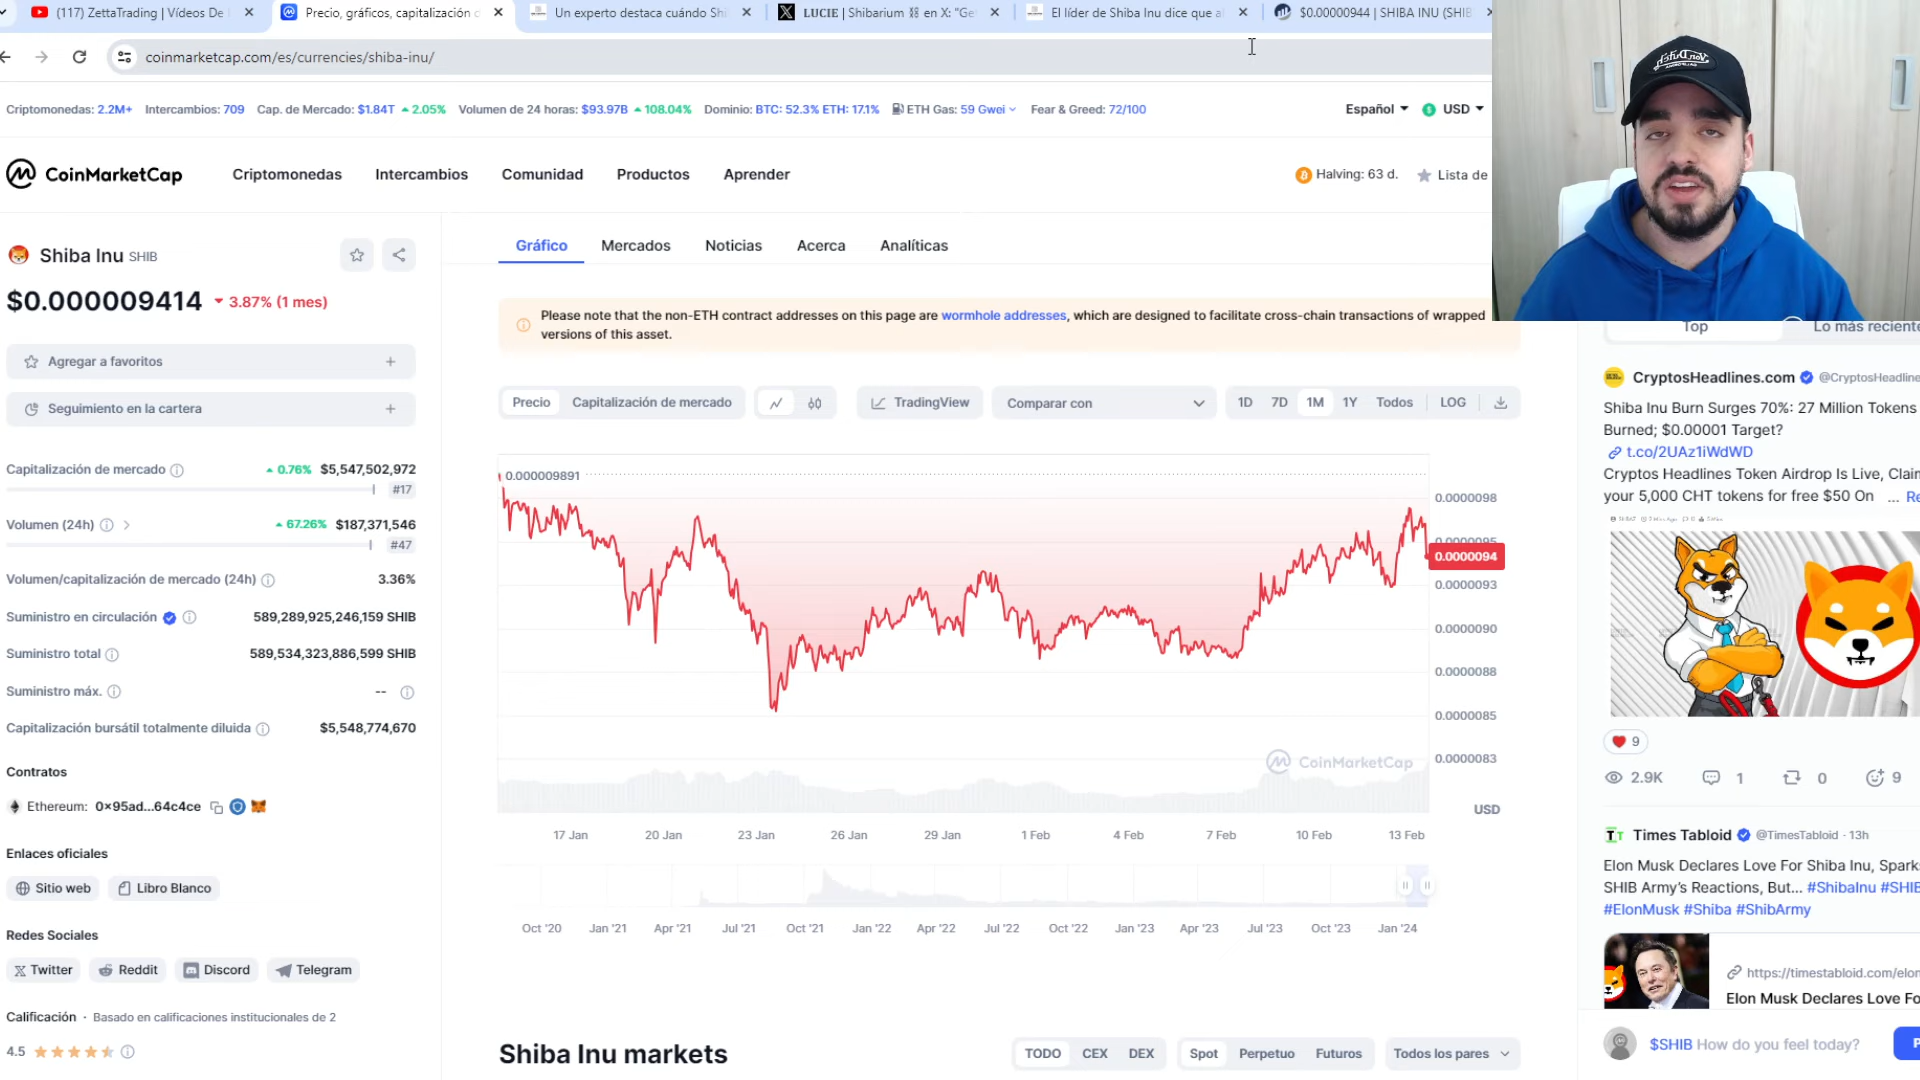 (117) ZettaTrading | Vídeos De
Precio, gráficos, capitalización
Un experto destaca cuándo Shi
LUCIE | Shibarium en X: "Ge
El líder de Shiba Inu dice que al
$0.00000944 | SHIBA INU (SHIB
coinmarketcap.com/es/currencies/shiba-inu/
Criptomonedas: 2.2M+ Intercambios: 709 Cap. de Mercado: $1.84T 2.05% Volumen de 24 horas: $93.97B 108.04% Dominio: BTC: 52.3% ETH: 17.1% ETH Gas: 59 Gwei Fear & Greed: 72/100
Español USD
CoinMarketCap
Criptomonedas Intercambios Comunidad Productos Aprender
Halving: 63 d. Lista de
Shiba Inu SHIB
$0.000009414 3.87% (1 mes)
Agregar a favoritos +
Seguimiento en la cartera +
Capitalización de mercado 0.76% $5,547,502,972
#17
Volumen (24h) 67.26% $187,371,546
#47
Volumen/capitalización de mercado (24h) 3.36%
Suministro en circulación 589,289,925,246,159 SHIB
Suministro total 589,534,323,886,599 SHIB
Suministro máx. --
Capitalización bursátil totalmente diluida $5,548,774,670
Contratos
Ethereum: 0x95ad...64c4ce
Enlaces oficiales
Sitio web Libro Blanco
Redes Sociales
Twitter Reddit Discord Telegram
Calificación · Basado en calificaciones institucionales de 2
4.5
Gráfico Mercados Noticias Acerca Analíticas
Please note that the non-ETH contract addresses on this page are wormhole addresses, which are designed to facilitate cross-chain transactions of wrapped
versions of this asset.
Precio Capitalización de mercado TradingView Comparar con 1D 7D 1M 1Y Todos LOG
0.000009891
0.0000098
0.0000095
0.0000094
0.0000093
0.0000090
0.0000088
0.0000085
0.0000083
CoinMarketCap
USD
17 Jan 20 Jan 23 Jan 26 Jan 29 Jan 1 Feb 4 Feb 7 Feb 10 Feb 13 Feb
Oct '20 Jan '21 Apr '21 Jul '21 Oct '21 Jan '22 Apr '22 Jul '22 Oct '22 Jan '23 Apr '23 Jul '23 Oct '23 Jan '24
Shiba Inu markets
TODO CEX DEX Spot Perpetuo Futuros Todos los pares
Von Dutch
Top Lo más reciente
CryptosHeadlines.com @CryptosHeadline
Shiba Inu Burn Surges 70%: 27 Million Tokens
Burned; $0.00001 Target?
t.co/2UAz1iWdWD
Cryptos Headlines Token Airdrop Is Live, Claim
your 5,000 CHT tokens for free $50 On ... Re
9
2.9K 1 0 9
Times Tabloid @TimesTabloid · 13h
Elon Musk Declares Love For Shiba Inu, Sparks
SHIB Army's Reactions, But... #ShibaInu #SHIB
#ElonMusk #Shiba #ShibArmy
https://timestabloid.com/elon
Elon Musk Declares Love Fo
$SHIB How do you feel today?
P